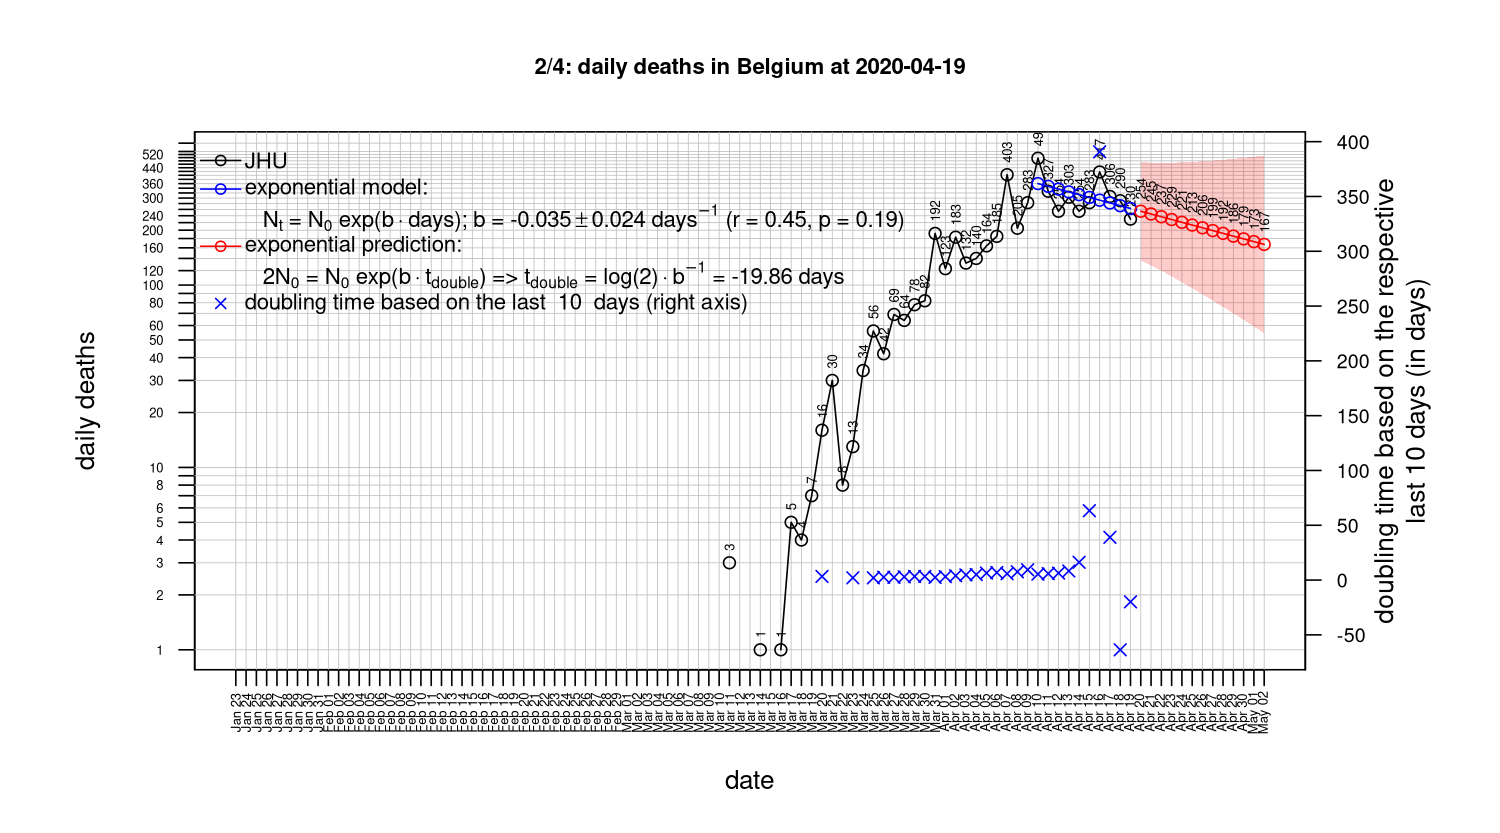 2/4: daily deaths in Belgium at 2020-04-19
JHU
exponential model:
Nt = N0 exp(b · days); b = -0.035 ± 0.024 days−1 (r = 0.45, p = 0.19)
exponential prediction:
2N0 = N0 exp(b · tdouble) => tdouble = log(2) · b−1 = -19.86 days
doubling time based on the last 10 days (right axis)
daily deaths
520
440
360
300
240
200
160
120
100
80
60
50
40
30
20
10
8
6
5
4
3
2
1
3
1
1
5
4
7
16
30
8
13
34
56
42
69
64
78
82
192
123
183
132
140
164
185
403
205
283
49
327
254
303
254
283
417
306
290
230
254
245
237
229
221
213
206
199
192
186
179
173
167
400
350
300
250
200
150
100
50
0
-50
doubling time based on the respective
last 10 days (in days)
Jan 23
Jan 24
Jan 25
Jan 26
Jan 27
Jan 28
Jan 29
Jan 30
Jan 31
Feb 01
Feb 02
Feb 03
Feb 04
Feb 05
Feb 06
Feb 07
Feb 08
Feb 09
Feb 10
Feb 11
Feb 12
Feb 13
Feb 14
Feb 15
Feb 16
Feb 17
Feb 18
Feb 19
Feb 20
Feb 21
Feb 22
Feb 23
Feb 24
Feb 25
Feb 26
Feb 27
Feb 28
Feb 29
Mar 01
Mar 02
Mar 03
Mar 04
Mar 05
Mar 06
Mar 07
Mar 08
Mar 09
Mar 10
Mar 11
Mar 12
Mar 13
Mar 14
Mar 15
Mar 16
Mar 17
Mar 18
Mar 19
Mar 20
Mar 21
Mar 22
Mar 23
Mar 24
Mar 25
Mar 26
Mar 27
Mar 28
Mar 29
Mar 30
Mar 31
Apr 01
Apr 02
Apr 03
Apr 04
Apr 05
Apr 06
Apr 07
Apr 08
Apr 09
Apr 10
Apr 11
Apr 12
Apr 13
Apr 14
Apr 15
Apr 16
Apr 17
Apr 18
Apr 19
Apr 20
Apr 21
Apr 22
Apr 23
Apr 24
Apr 25
Apr 26
Apr 27
Apr 28
Apr 29
Apr 30
May 01
May 02
date